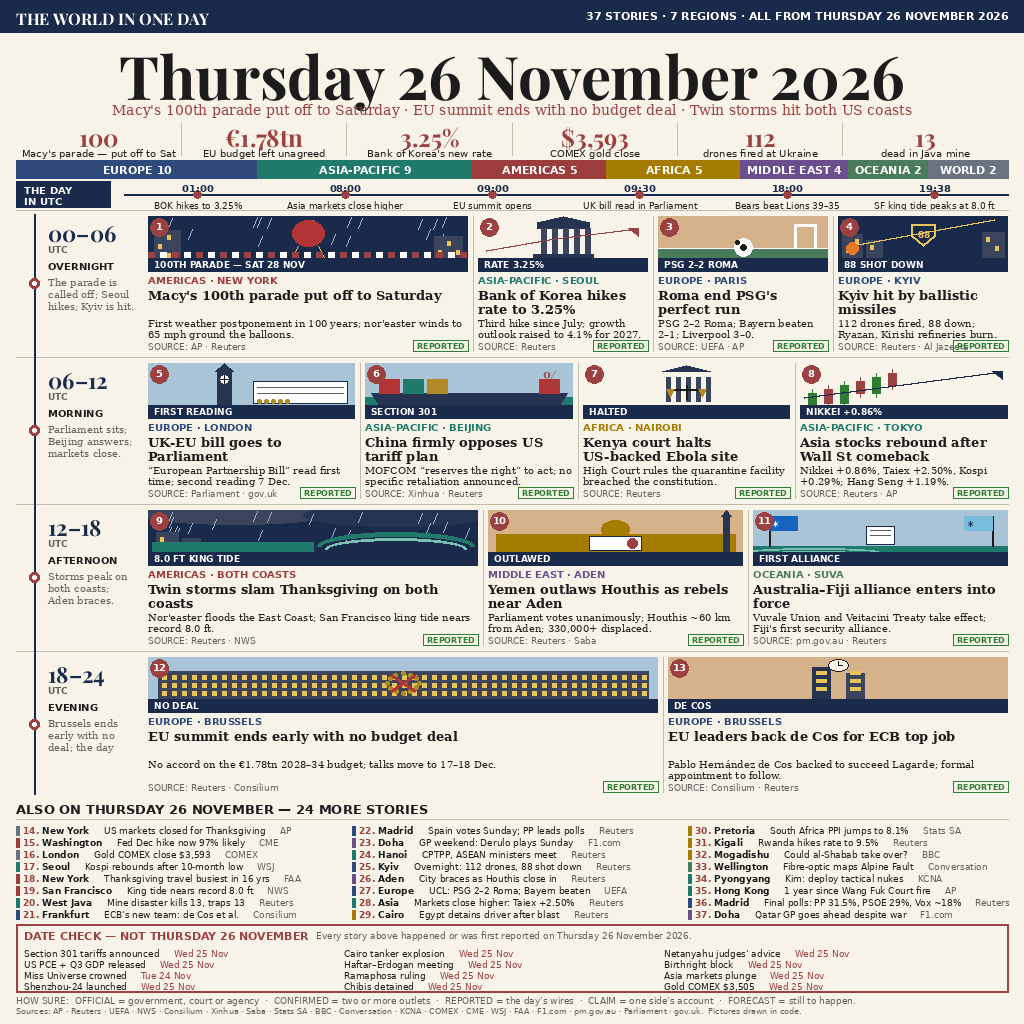 THE WORLD IN ONE DAY
37 STORIES · 7 REGIONS · ALL FROM THURSDAY 26 NOVEMBER 2026
Thursday 26 November 2026
Macy's 100th parade put off to Saturday · EU summit ends with no budget deal · Twin storms hit both US coasts
100
Macy's parade — put off to Sat
€1.78tn
EU budget left unagreed
3.25%
Bank of Korea's new rate
$3,593
COMEX gold close
112
drones fired at Ukraine
13
dead in Java mine
EUROPE 10
ASIA-PACIFIC 9
AMERICAS 5
AFRICA 5
MIDDLE EAST 4
OCEANIA 2
WORLD 2
THE DAY
IN UTC
01:00
BOK hikes to 3.25%
08:00
Asia markets close higher
09:00
EU summit opens
09:30
UK bill read in Parliament
18:00
Bears beat Lions 39–35
19:38
SF king tide peaks at 8.0 ft
00–06
UTC
OVERNIGHT
The parade is
called off; Seoul
hikes; Kyiv is hit.
1
100TH PARADE — SAT 28 NOV
AMERICAS · NEW YORK
Macy's 100th parade put off to Saturday
First weather postponement in 100 years; nor'easter winds to
65 mph ground the balloons.
SOURCE: AP · Reuters
REPORTED
2
RATE 3.25%
ASIA-PACIFIC · SEOUL
Bank of Korea hikes
rate to 3.25%
Third hike since July; growth
outlook raised to 4.1% for 2027.
SOURCE: Reuters
REPORTED
3
PSG 2–2 ROMA
EUROPE · PARIS
Roma end PSG's
perfect run
PSG 2–2 Roma; Bayern beaten
2–1; Liverpool 3–0.
SOURCE: UEFA · AP
REPORTED
4
88
88 SHOT DOWN
EUROPE · KYIV
Kyiv hit by ballistic
missiles
112 drones fired, 88 down;
Ryazan, Kirishi refineries burn.
SOURCE: Reuters · Al Jazeera
REPORTED
06–12
UTC
MORNING
Parliament sits;
Beijing answers;
markets close.
5
FIRST READING
EUROPE · LONDON
UK-EU bill goes to
Parliament
“European Partnership Bill” read first
time; second reading 7 Dec.
SOURCE: Parliament · gov.uk
REPORTED
6
SECTION 301
ASIA-PACIFIC · BEIJING
China firmly opposes US
tariff plan
MOFCOM “reserves the right” to act; no
specific retaliation announced.
SOURCE: Xinhua · Reuters
REPORTED
7
HALTED
AFRICA · NAIROBI
Kenya court halts
US-backed Ebola site
High Court rules the quarantine facility
breached the constitution.
SOURCE: Reuters
REPORTED
8
NIKKEI +0.86%
ASIA-PACIFIC · TOKYO
Asia stocks rebound after
Wall St comeback
Nikkei +0.86%, Taiex +2.50%, Kospi
+0.29%; Hang Seng +1.19%.
SOURCE: Reuters · AP
REPORTED
12–18
UTC
AFTERNOON
Storms peak on
both coasts;
Aden braces.
9
8.0 FT KING TIDE
AMERICAS · BOTH COASTS
Twin storms slam Thanksgiving on both
coasts
Nor'easter floods the East Coast; San Francisco king tide nears
record 8.0 ft.
SOURCE: Reuters · NWS
REPORTED
10
OUTLAWED
MIDDLE EAST · ADEN
Yemen outlaws Houthis as rebels
near Aden
Parliament votes unanimously; Houthis ~60 km
from Aden; 330,000+ displaced.
SOURCE: Reuters · Saba
REPORTED
11
FIRST ALLIANCE
OCEANIA · SUVA
Australia–Fiji alliance enters into
force
Vuvale Union and Veitacini Treaty take effect;
Fiji's first security alliance.
SOURCE: pm.gov.au · Reuters
REPORTED
18–24
UTC
EVENING
Brussels ends
early with no
deal; the day
12
NO DEAL
EUROPE · BRUSSELS
EU summit ends early with no budget deal
No accord on the €1.78tn 2028–34 budget; talks move to 17–18 Dec.
SOURCE: Reuters · Consilium
REPORTED
13
DE COS
EUROPE · BRUSSELS
EU leaders back de Cos for ECB top job
Pablo Hernández de Cos backed to succeed Lagarde; formal
appointment to follow.
SOURCE: Consilium · Reuters
REPORTED
ALSO ON THURSDAY 26 NOVEMBER — 24 MORE STORIES
14. New York US markets closed for Thanksgiving AP
15. Washington Fed Dec hike now 97% likely CME
16. London Gold COMEX close $3,593 COMEX
17. Seoul Kospi rebounds after 10-month low WSJ
18. New York Thanksgiving travel busiest in 16 yrs FAA
19. San Francisco King tide nears record 8.0 ft NWS
20. West Java Mine disaster kills 13, traps 13 Reuters
21. Frankfurt ECB's new team: de Cos et al. Consilium
22. Madrid Spain votes Sunday; PP leads polls Reuters
23. Doha GP weekend: Derulo plays Sunday F1.com
24. Hanoi CPTPP, ASEAN ministers meet Reuters
25. Kyiv Overnight: 112 drones, 88 shot down Reuters
26. Aden City braces as Houthis close in Reuters
27. Europe UCL: PSG 2–2 Roma; Bayern beaten UEFA
28. Asia Markets close higher: Taiex +2.50% Reuters
29. Cairo Egypt detains driver after blast Reuters
30. Pretoria South Africa PPI jumps to 8.1% Stats SA
31. Kigali Rwanda hikes rate to 9.5% Reuters
32. Mogadishu Could al-Shabab take over? BBC
33. Wellington Fibre-optic maps Alpine Fault Conversation
34. Pyongyang Kim: deploy tactical nukes KCNA
35. Hong Kong 1 year since Wang Fuk Court fire AP
36. Madrid Final polls: PP 31.5%, PSOE 29%, Vox ~18% Reuters
37. Doha Qatar GP goes ahead despite war F1.com
DATE CHECK — NOT THURSDAY 26 NOVEMBER Every story above happened or was first reported on Thursday 26 November 2026.
Section 301 tariffs announced Wed 25 Nov
US PCE + Q3 GDP released Wed 25 Nov
Miss Universe crowned Tue 24 Nov
Shenzhou-24 launched Wed 25 Nov
Cairo tanker explosion Wed 25 Nov
Haftar–Erdogan meeting Wed 25 Nov
Ramaphosa ruling Wed 25 Nov
Chibis detained Wed 25 Nov
Netanyahu judges' advice Wed 25 Nov
Birthright block Wed 25 Nov
Asia markets plunge Wed 25 Nov
Gold COMEX $3,505 Wed 25 Nov
HOW SURE: OFFICIAL = government, court or agency · CONFIRMED = two or more outlets · REPORTED = the day's wires · CLAIM = one side's account · FORECAST = still to happen.
Sources: AP · Reuters · UEFA · NWS · Consilium · Xinhua · Saba · Stats SA · BBC · Conversation · KCNA · COMEX · CME · WSJ · FAA · F1.com · pm.gov.au · Parliament · gov.uk. Pictures drawn in code.